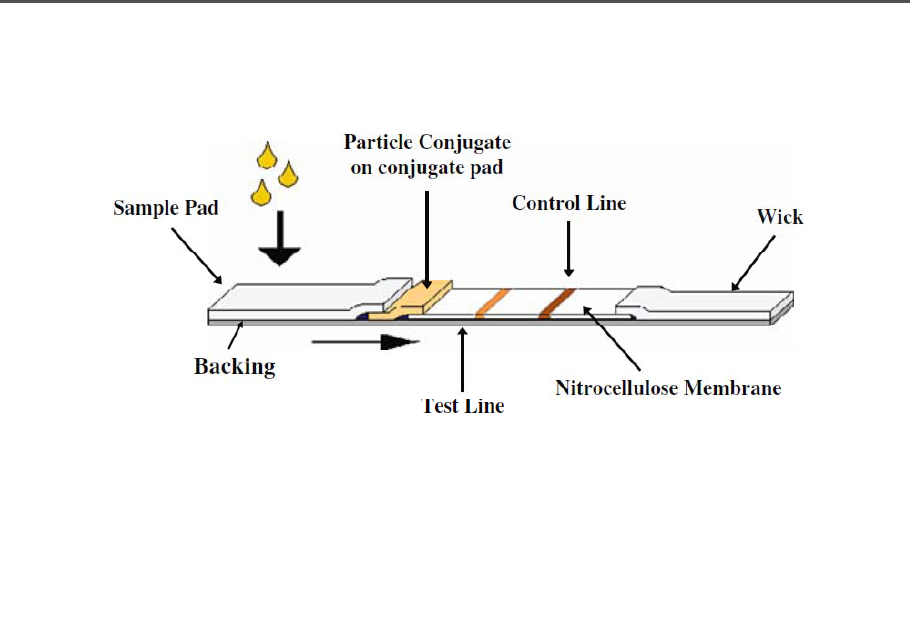 Particle Conjugate
on conjugate pad
Sample Pad
Control Line
Wick
Backing
Nitrocellulose Membrane
Test Line